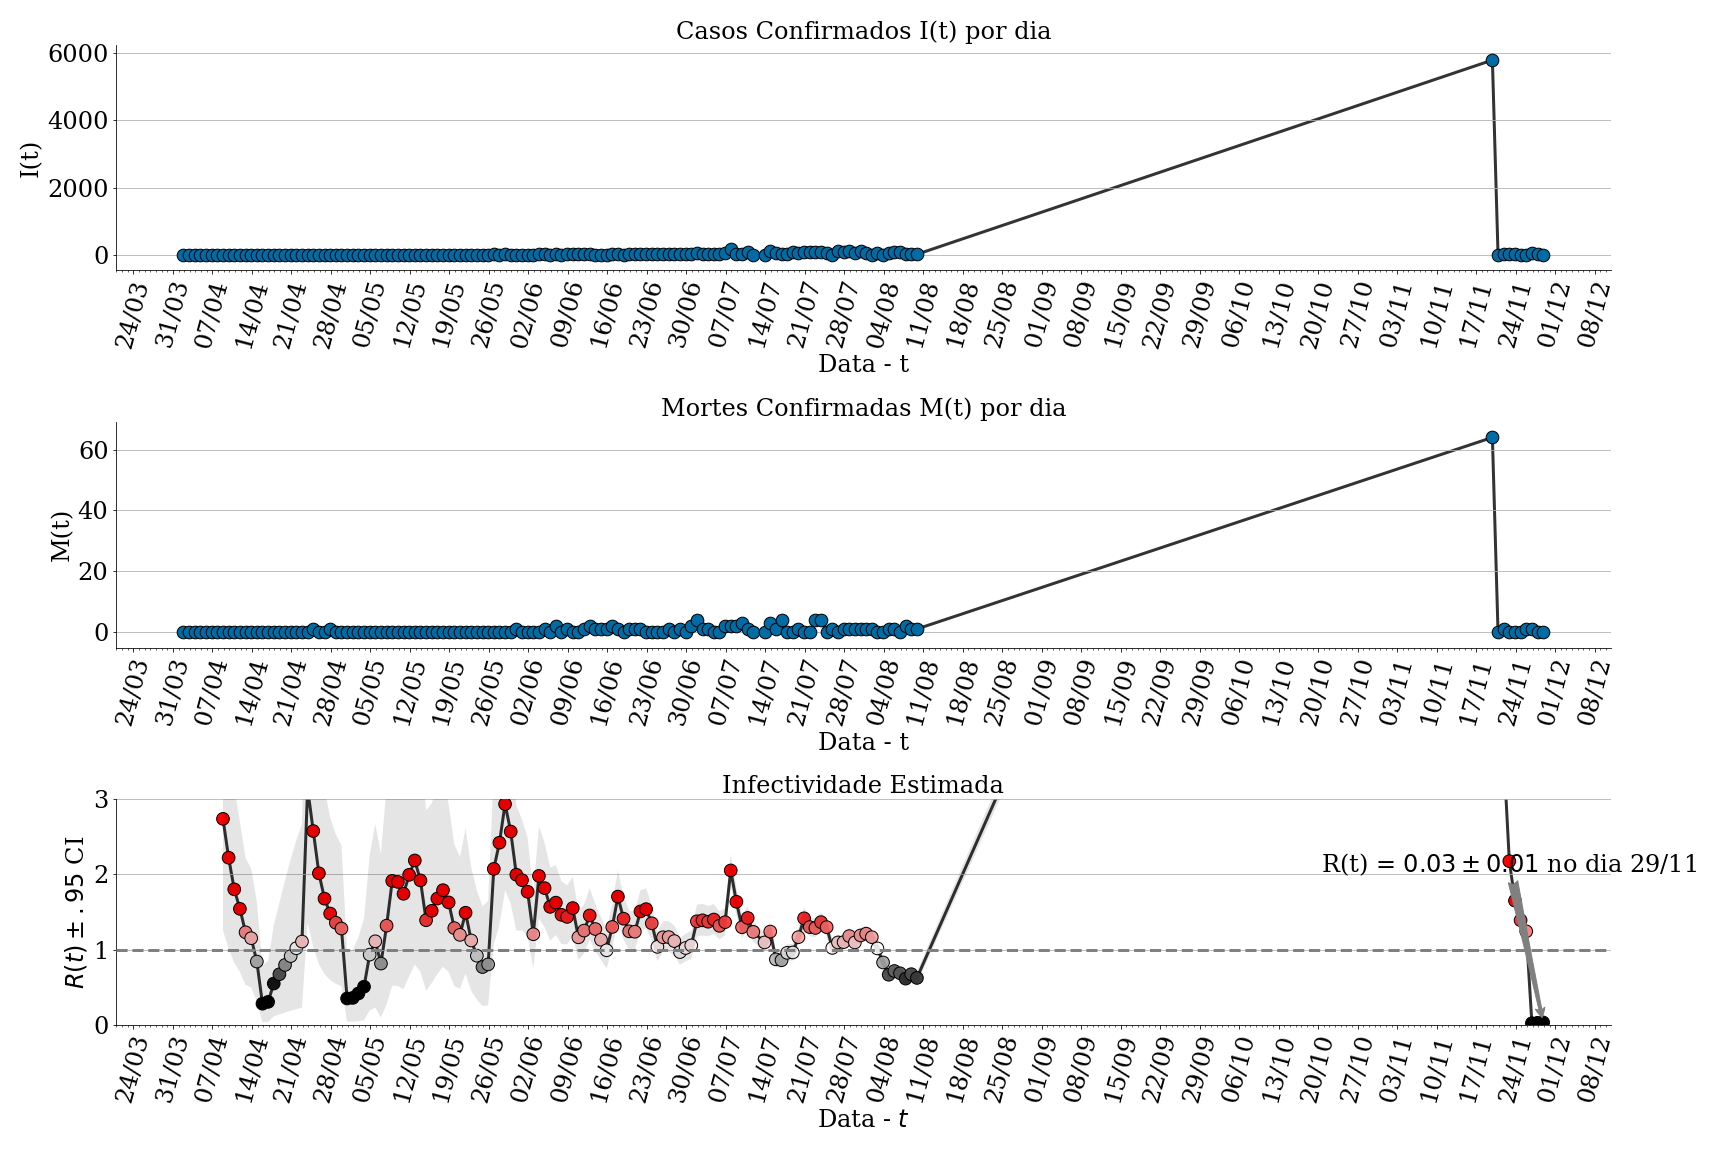 Casos Confirmados I(t) por dia
6000
4000
2000
0
I(t)
24/03 31/03 07/04 14/04 21/04 28/04 05/05 12/05 19/05 26/05 02/06 09/06 16/06 23/06 30/06 07/07 14/07 21/07 28/07 04/08 11/08 18/08 25/08 01/09 08/09 15/09 22/09 29/09 06/10 13/10 20/10 27/10 03/11 10/11 17/11 24/11 01/12 08/12
Data - t
Mortes Confirmadas M(t) por dia
60
40
20
0
M(t)
24/03 31/03 07/04 14/04 21/04 28/04 05/05 12/05 19/05 26/05 02/06 09/06 16/06 23/06 30/06 07/07 14/07 21/07 28/07 04/08 11/08 18/08 25/08 01/09 08/09 15/09 22/09 29/09 06/10 13/10 20/10 27/10 03/11 10/11 17/11 24/11 01/12 08/12
Data - t
Infectividade Estimada
3
2
1
0
R(t) ± .95 CI
R(t) = 0.03 ± 0.01 no dia 29/11
24/03 31/03 07/04 14/04 21/04 28/04 05/05 12/05 19/05 26/05 02/06 09/06 16/06 23/06 30/06 07/07 14/07 21/07 28/07 04/08 11/08 18/08 25/08 01/09 08/09 15/09 22/09 29/09 06/10 13/10 20/10 27/10 03/11 10/11 17/11 24/11 01/12 08/12
Data - t